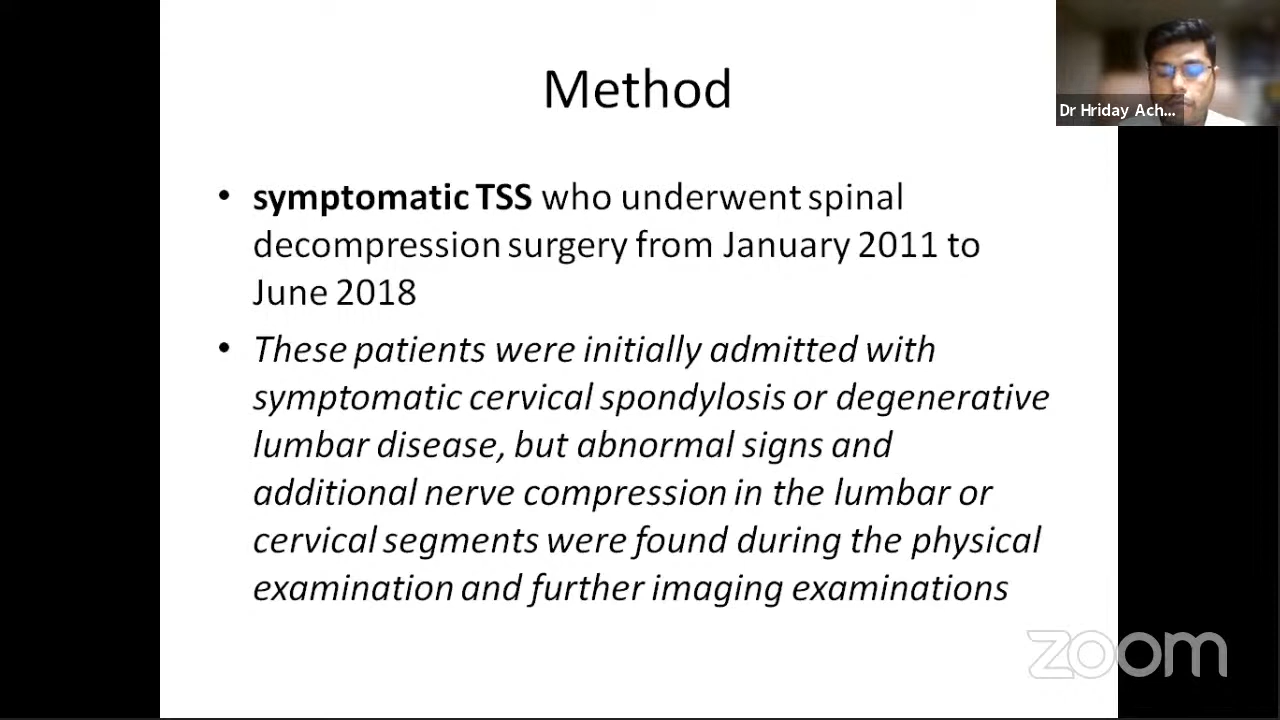 Method
Dr Hriday Ach...
• symptomatic TSS who underwent spinal
decompression surgery from January 2011 to
June 2018
• These patients were initially admitted with
symptomatic cervical spondylosis or degenerative
lumbar disease, but abnormal signs and
additional nerve compression in the lumbar or
cervical segments were found during the physical
examination and further imaging examinations
zoom